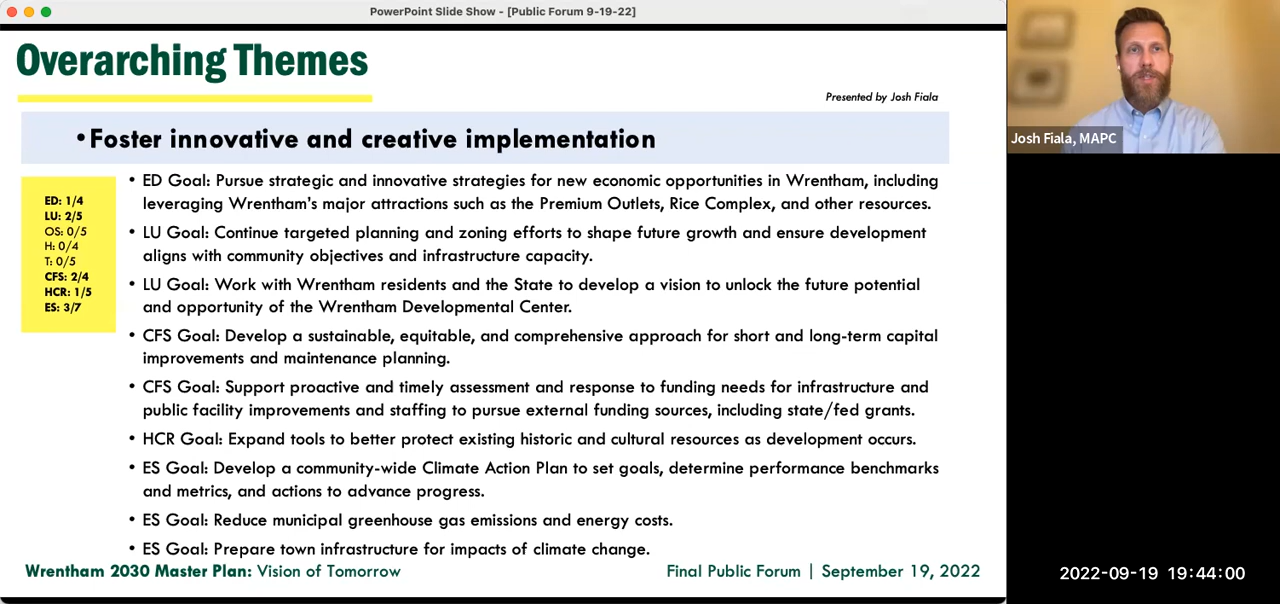 PowerPoint Slide Show - [Public Forum 9-19-22]
Overarching Themes
Presented by Josh Fiala
• Foster innovative and creative implementation
ED: 1/4
LU: 2/5
OS: 0/5
H: 0/4
T: 0/5
CFS: 2/4
HCR: 1/5
ES: 3/7
• ED Goal: Pursue strategic and innovative strategies for new economic opportunities in Wrentham, including
leveraging Wrentham's major attractions such as the Premium Outlets, Rice Complex, and other resources.
• LU Goal: Continue targeted planning and zoning efforts to shape future growth and ensure development
aligns with community objectives and infrastructure capacity.
• LU Goal: Work with Wrentham residents and the State to develop a vision to unlock the future potential
and opportunity of the Wrentham Developmental Center.
• CFS Goal: Develop a sustainable, equitable, and comprehensive approach for short and long-term capital
improvements and maintenance planning.
• CFS Goal: Support proactive and timely assessment and response to funding needs for infrastructure and
public facility improvements and staffing to pursue external funding sources, including state/fed grants.
• HCR Goal: Expand tools to better protect existing historic and cultural resources as development occurs.
• ES Goal: Develop a community-wide Climate Action Plan to set goals, determine performance benchmarks
and metrics, and actions to advance progress.
• ES Goal: Reduce municipal greenhouse gas emissions and energy costs.
• ES Goal: Prepare town infrastructure for impacts of climate change.
Wrentham 2030 Master Plan: Vision of Tomorrow
Final Public Forum | September 19, 2022
Josh Fiala, MAPC
2022-09-19 19:44:00